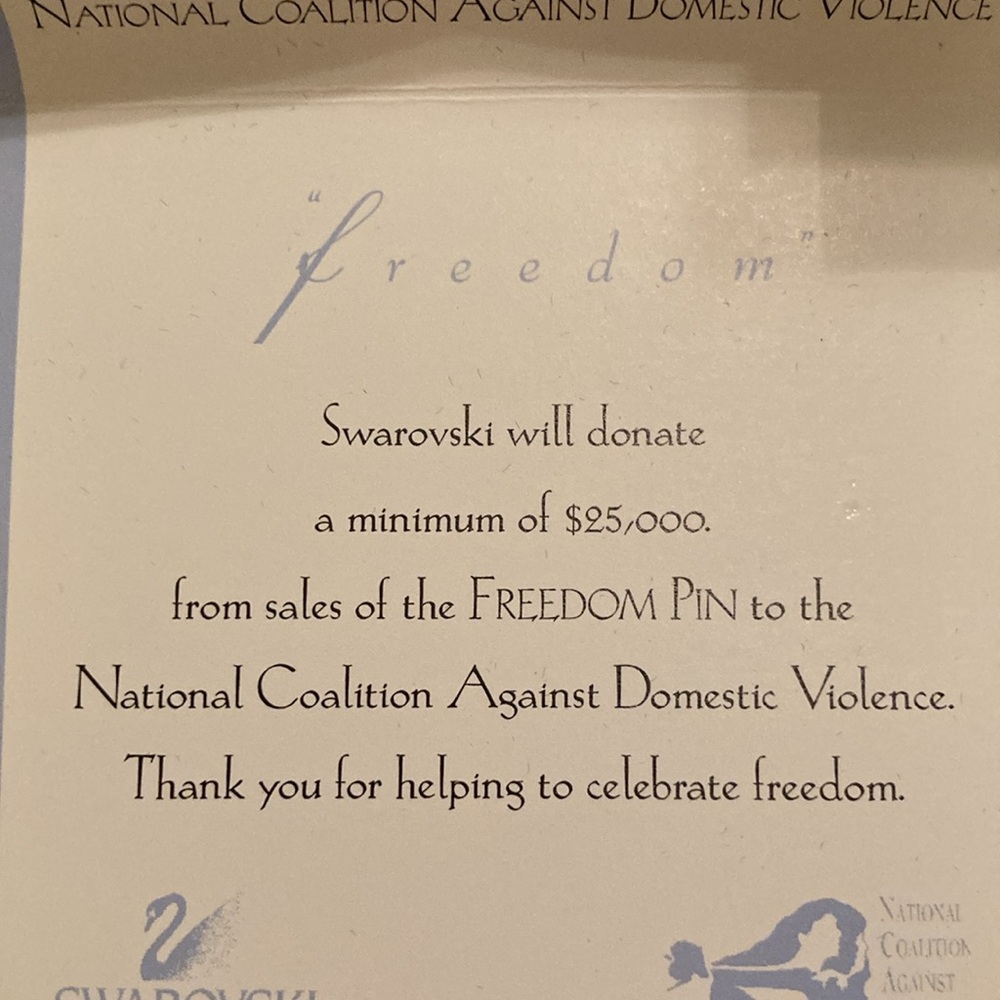 NATIONAL COALITION AGAINST DOMESTIC VIOLENCE
"freedom"
Swarovski will donate
a minimum of $25,000.
from sales of the FREEDOM PIN to the
National Coalition Against Domestic Violence.
Thank you for helping to celebrate freedom.
SWAROVSKI
NATIONAL
COALITION
AGAINST